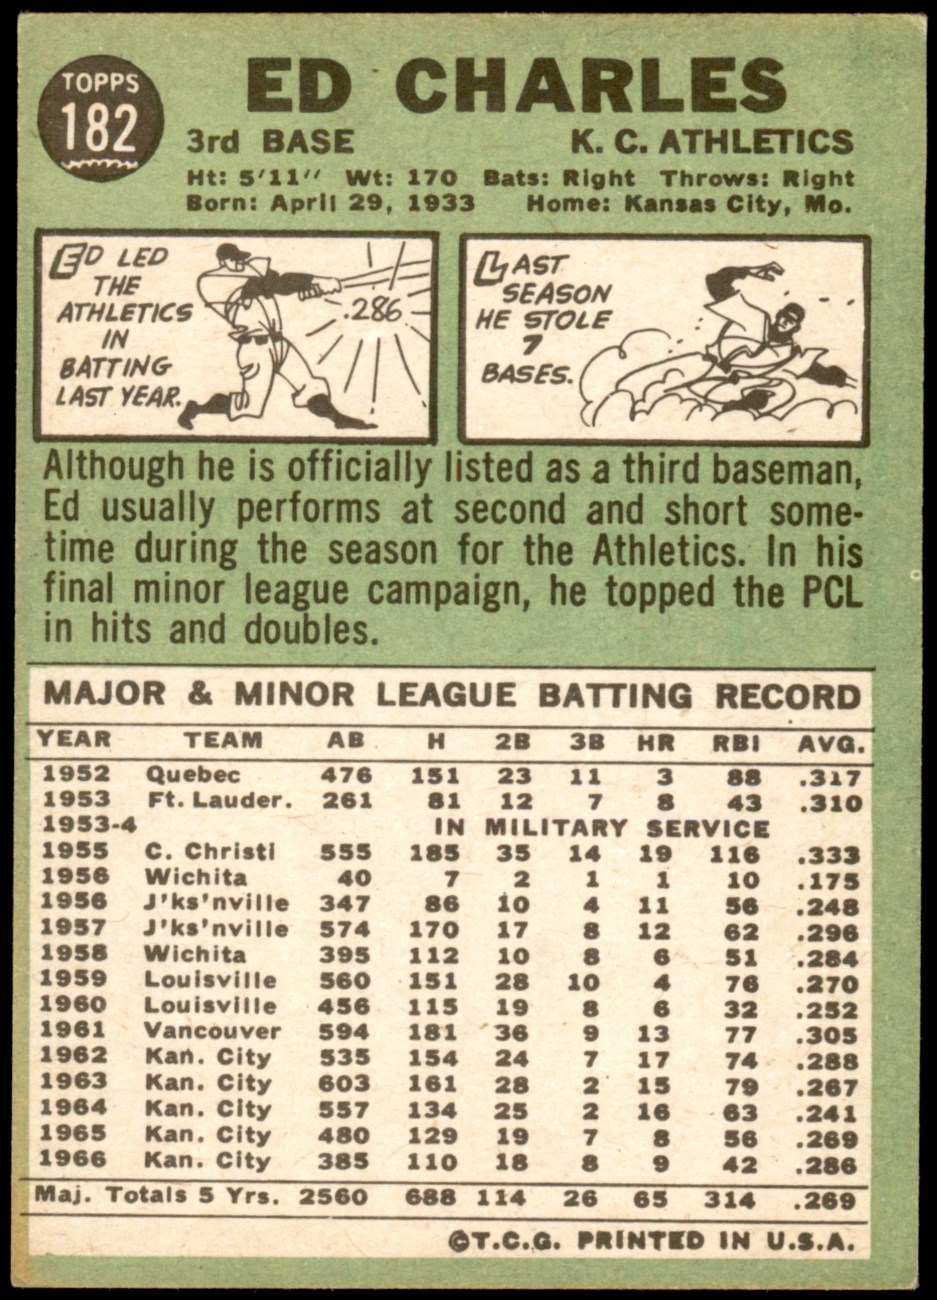 TOPPS
182
ED CHARLES
3rd BASE K. C. ATHLETICS
Ht: 5'11" Wt: 170 Bats: Right Throws: Right
Born: April 29, 1933 Home: Kansas City, Mo.
ED LED
THE
ATHLETICS
IN
BATTING
LAST YEAR.
.286
LAST
SEASON
HE STOLE
7
BASES.
Although he is officially listed as a third baseman,
Ed usually performs at second and short some-
time during the season for the Athletics. In his
final minor league campaign, he topped the PCL
in hits and doubles.
MAJOR & MINOR LEAGUE BATTING RECORD
YEAR TEAM AB H 2B 3B HR RBI AVG.
1952 Quebec 476 151 23 11 3 88 .317
1953 Ft. Lauder. 261 81 12 7 8 43 .310
1953-4 IN MILITARY SERVICE
1955 C. Christi 555 185 35 14 19 116 .333
1956 Wichita 40 7 2 1 1 10 .175
1956 J'ks'nville 347 86 10 4 11 56 .248
1957 J'ks'nville 574 170 17 8 12 62 .296
1958 Wichita 395 112 10 8 6 51 .284
1959 Louisville 560 151 28 10 4 76 .270
1960 Louisville 456 115 19 8 6 32 .252
1961 Vancouver 594 181 36 9 13 77 .305
1962 Kan. City 535 154 24 7 17 74 .288
1963 Kan. City 603 161 28 2 15 79 .267
1964 Kan. City 557 134 25 2 16 63 .241
1965 Kan. City 480 129 19 7 8 56 .269
1966 Kan. City 385 110 18 8 9 42 .286
Maj. Totals 5 Yrs. 2560 688 114 26 65 314 .269
©T.C.G. PRINTED IN U.S.A.